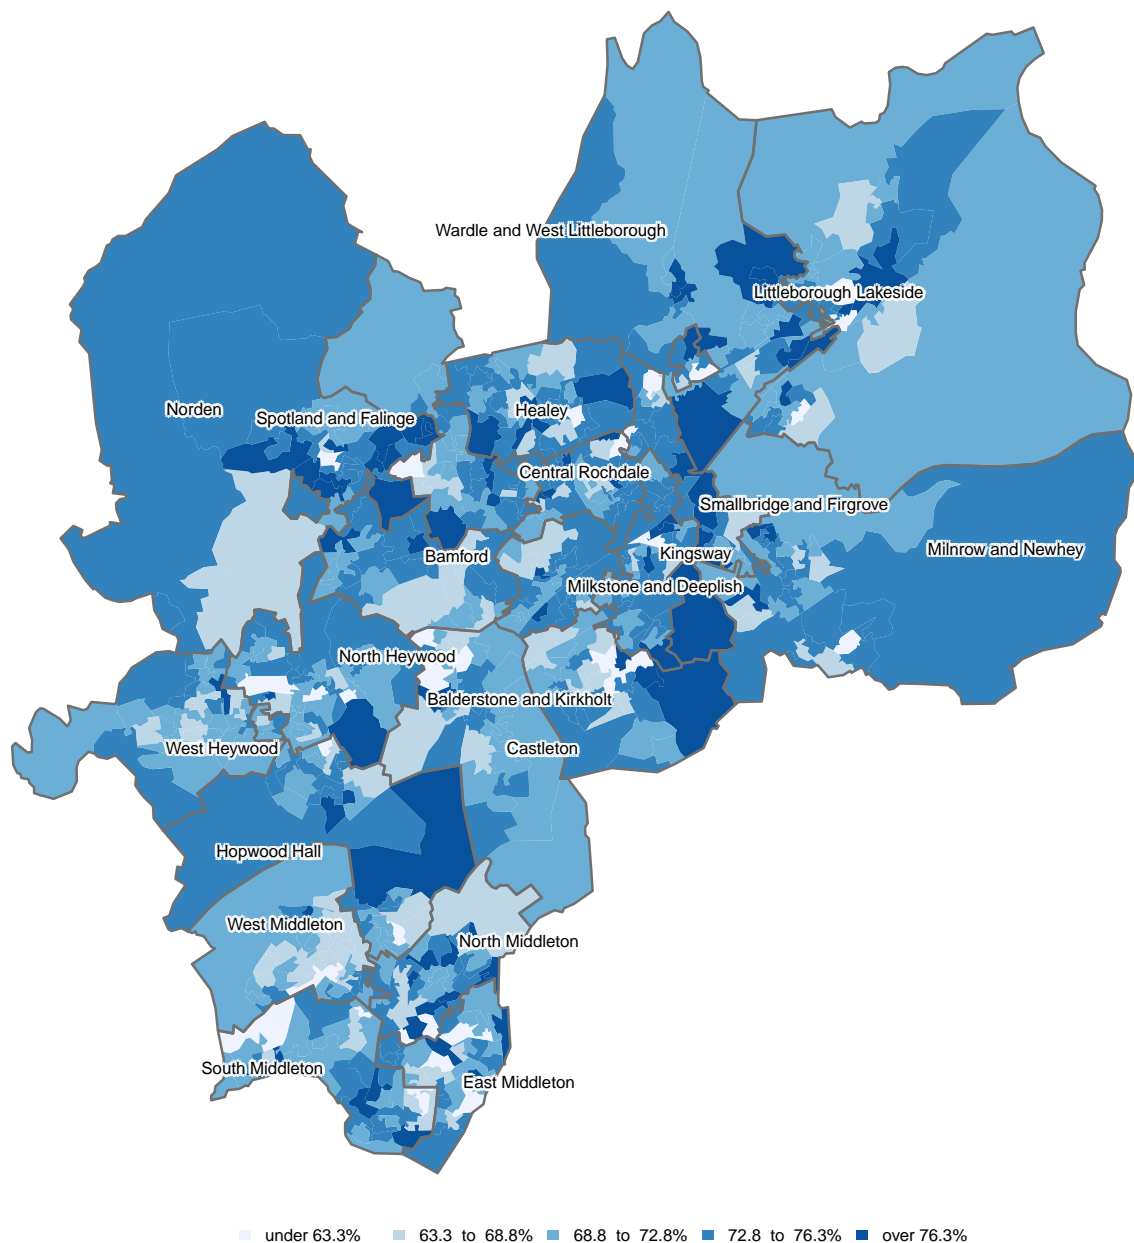 Wardle and West Littleborough
Littleborough Lakeside
Norden
Spotland and Falinge
Healey
Central Rochdale
Smallbridge and Firgrove
Milnrow and Newhey
Bamford
Kingsway
Milkstone and Deeplish
North Heywood
Balderstone and Kirkholt
West Heywood
Castleton
Hopwood Hall
West Middleton
North Middleton
South Middleton
East Middleton
under 63.3% 63.3 to 68.8% 68.8 to 72.8% 72.8 to 76.3% over 76.3%